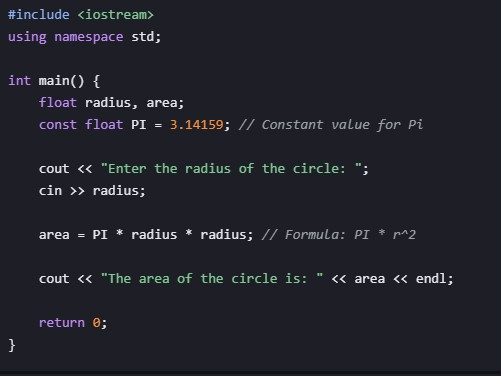 #include <iostream>
using namespace std;
int main() {
float radius, area;
const float PI = 3.14159; // Constant value for Pi
cout << "Enter the radius of the circle: ";
cin >> radius;
area = PI * radius * radius; // Formula: PI * r^2
cout << "The area of the circle is: " << area << endl;
return 0;
}